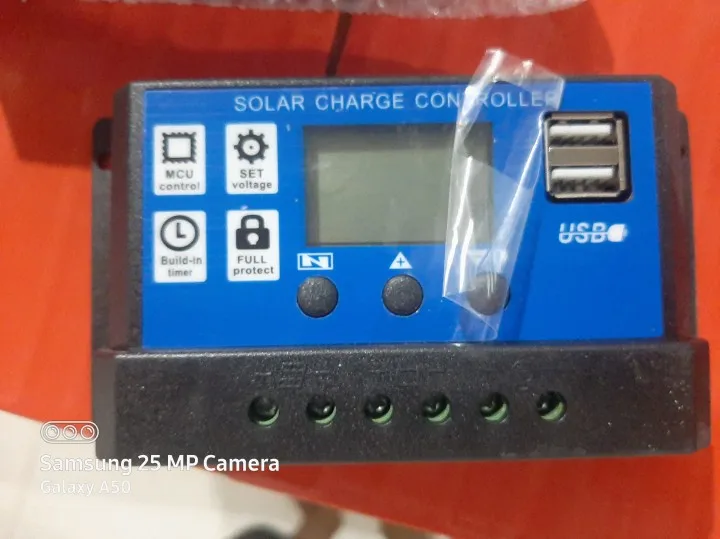 SOLAR CHARGE CONTROLLER
MCU
control
SET
voltage
Build-in
timer
FULL
protect
USB
Samsung 25 MP Camera
Galaxy A50